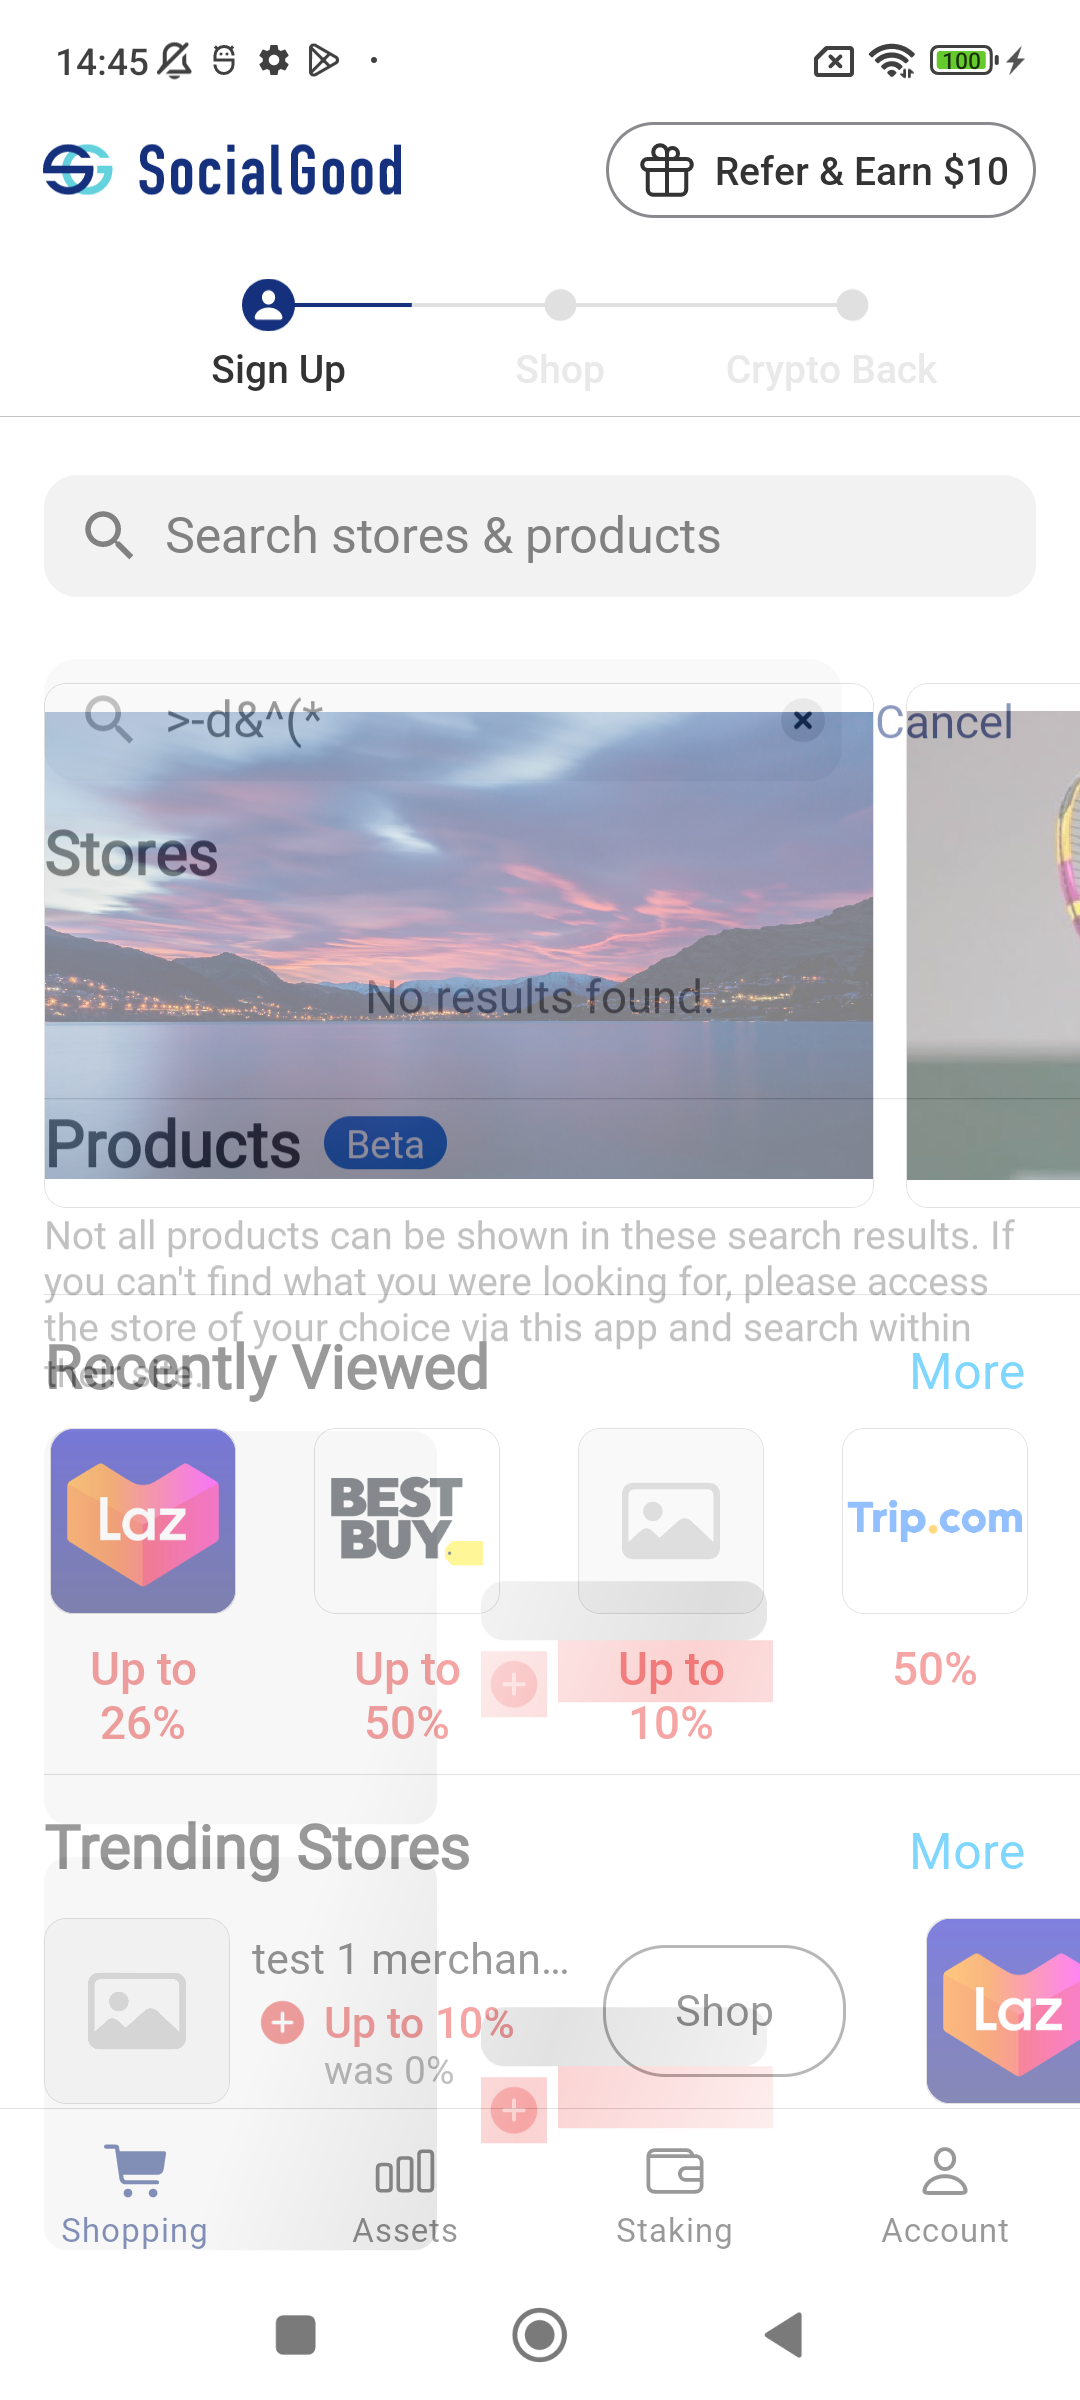 14:45
100
SocialGood
Refer & Earn $10
Sign Up
Shop
Crypto Back
Search stores & products
>-d&^(*
Cancel
Stores
No results found.
Products
Beta
Not all products can be shown in these search results. If
you can't find what you were looking for, please access
the store of your choice via this app and search within
their site.
Recently Viewed
More
Laz
BEST
BUY
Trip.com
Up to
26%
Up to
50%
Up to
10%
50%
Trending Stores
More
test 1 merchan...
Up to 10%
was 0%
Shop
Laz
Shopping
Assets
Staking
Account